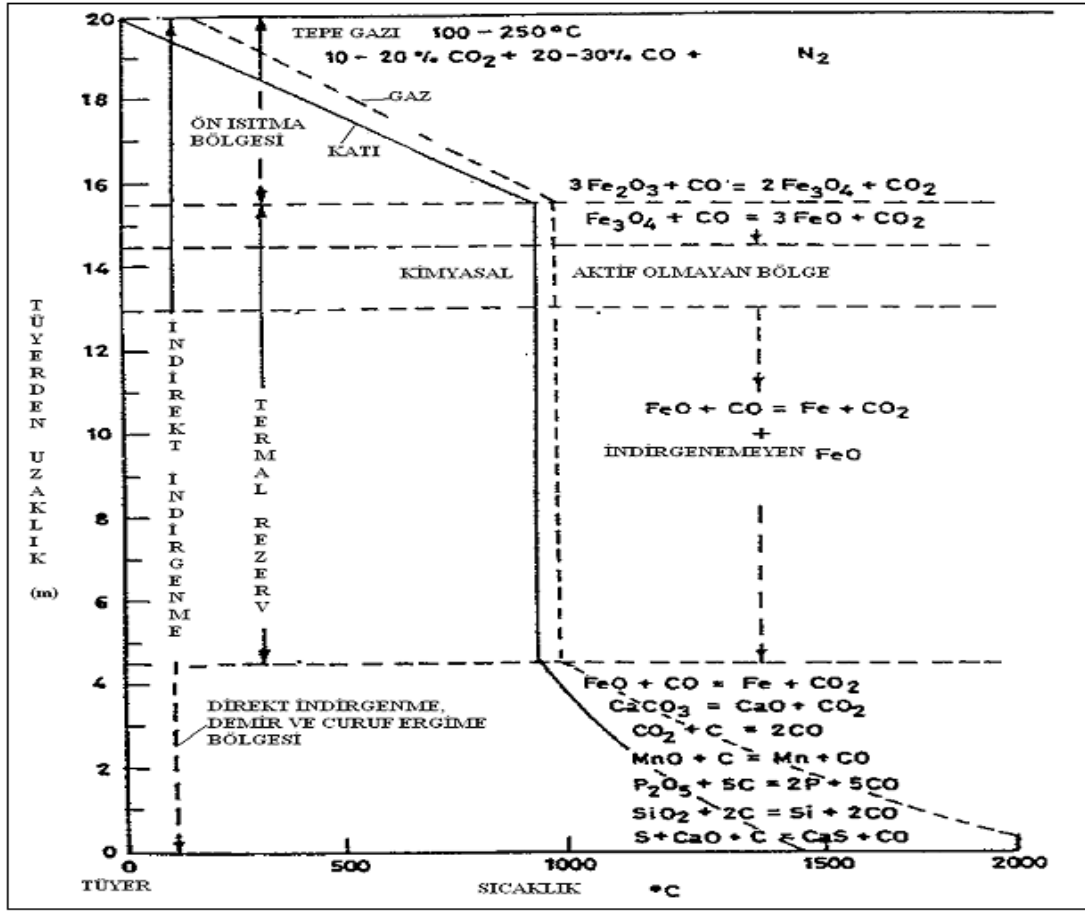 TEPE GAZI 100-250°C
10-20% CO2 + 20-30% CO + N2
GAZ
ÖN ISITMA
BÖLGESİ
KATI
3Fe2O3 + CO = 2Fe3O4 + CO2
Fe3O4 + CO = 3FeO + CO2
KİMYASAL AKTİF OLMAYAN BÖLGE
TÜYERDEN UZAKLIK (m)
İNDİREKT İNDİRGENME
TERMAL REZERV
FeO + CO = Fe + CO2
+
İNDİRGENEMEYEN FeO
DİREKT İNDİRGENME,
DEMİR VE CURUF ERGİME
BÖLGESİ
FeO + CO = Fe + CO2
CaCO3 = CaO + CO2
CO2 + C = 2CO
MnO + C = Mn + CO
P2O5 + 5C = 2P + 5CO
SiO2 + 2C = Si + 2CO
S + CaO + C = CaS + CO
20
18
16
14
12
10
8
6
4
2
0
0 500 1000 1500 2000
TÜYER SICAKLIK °C